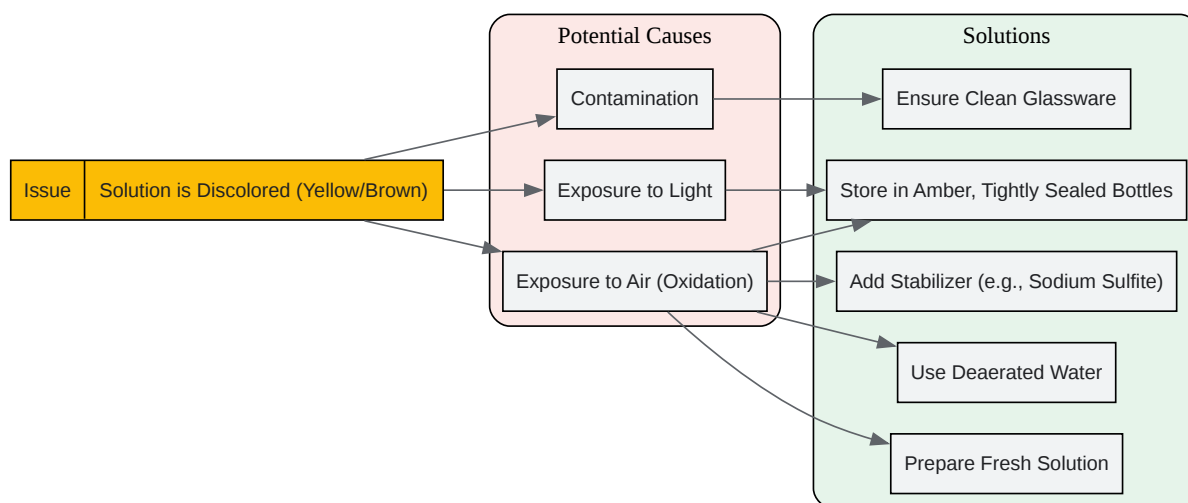 Potential Causes
Solutions
Contamination
Ensure Clean Glassware
Issue
Solution is Discolored (Yellow/Brown)
Exposure to Light
Store in Amber, Tightly Sealed Bottles
Exposure to Air (Oxidation)
Add Stabilizer (e.g., Sodium Sulfite)
Use Deaerated Water
Prepare Fresh Solution